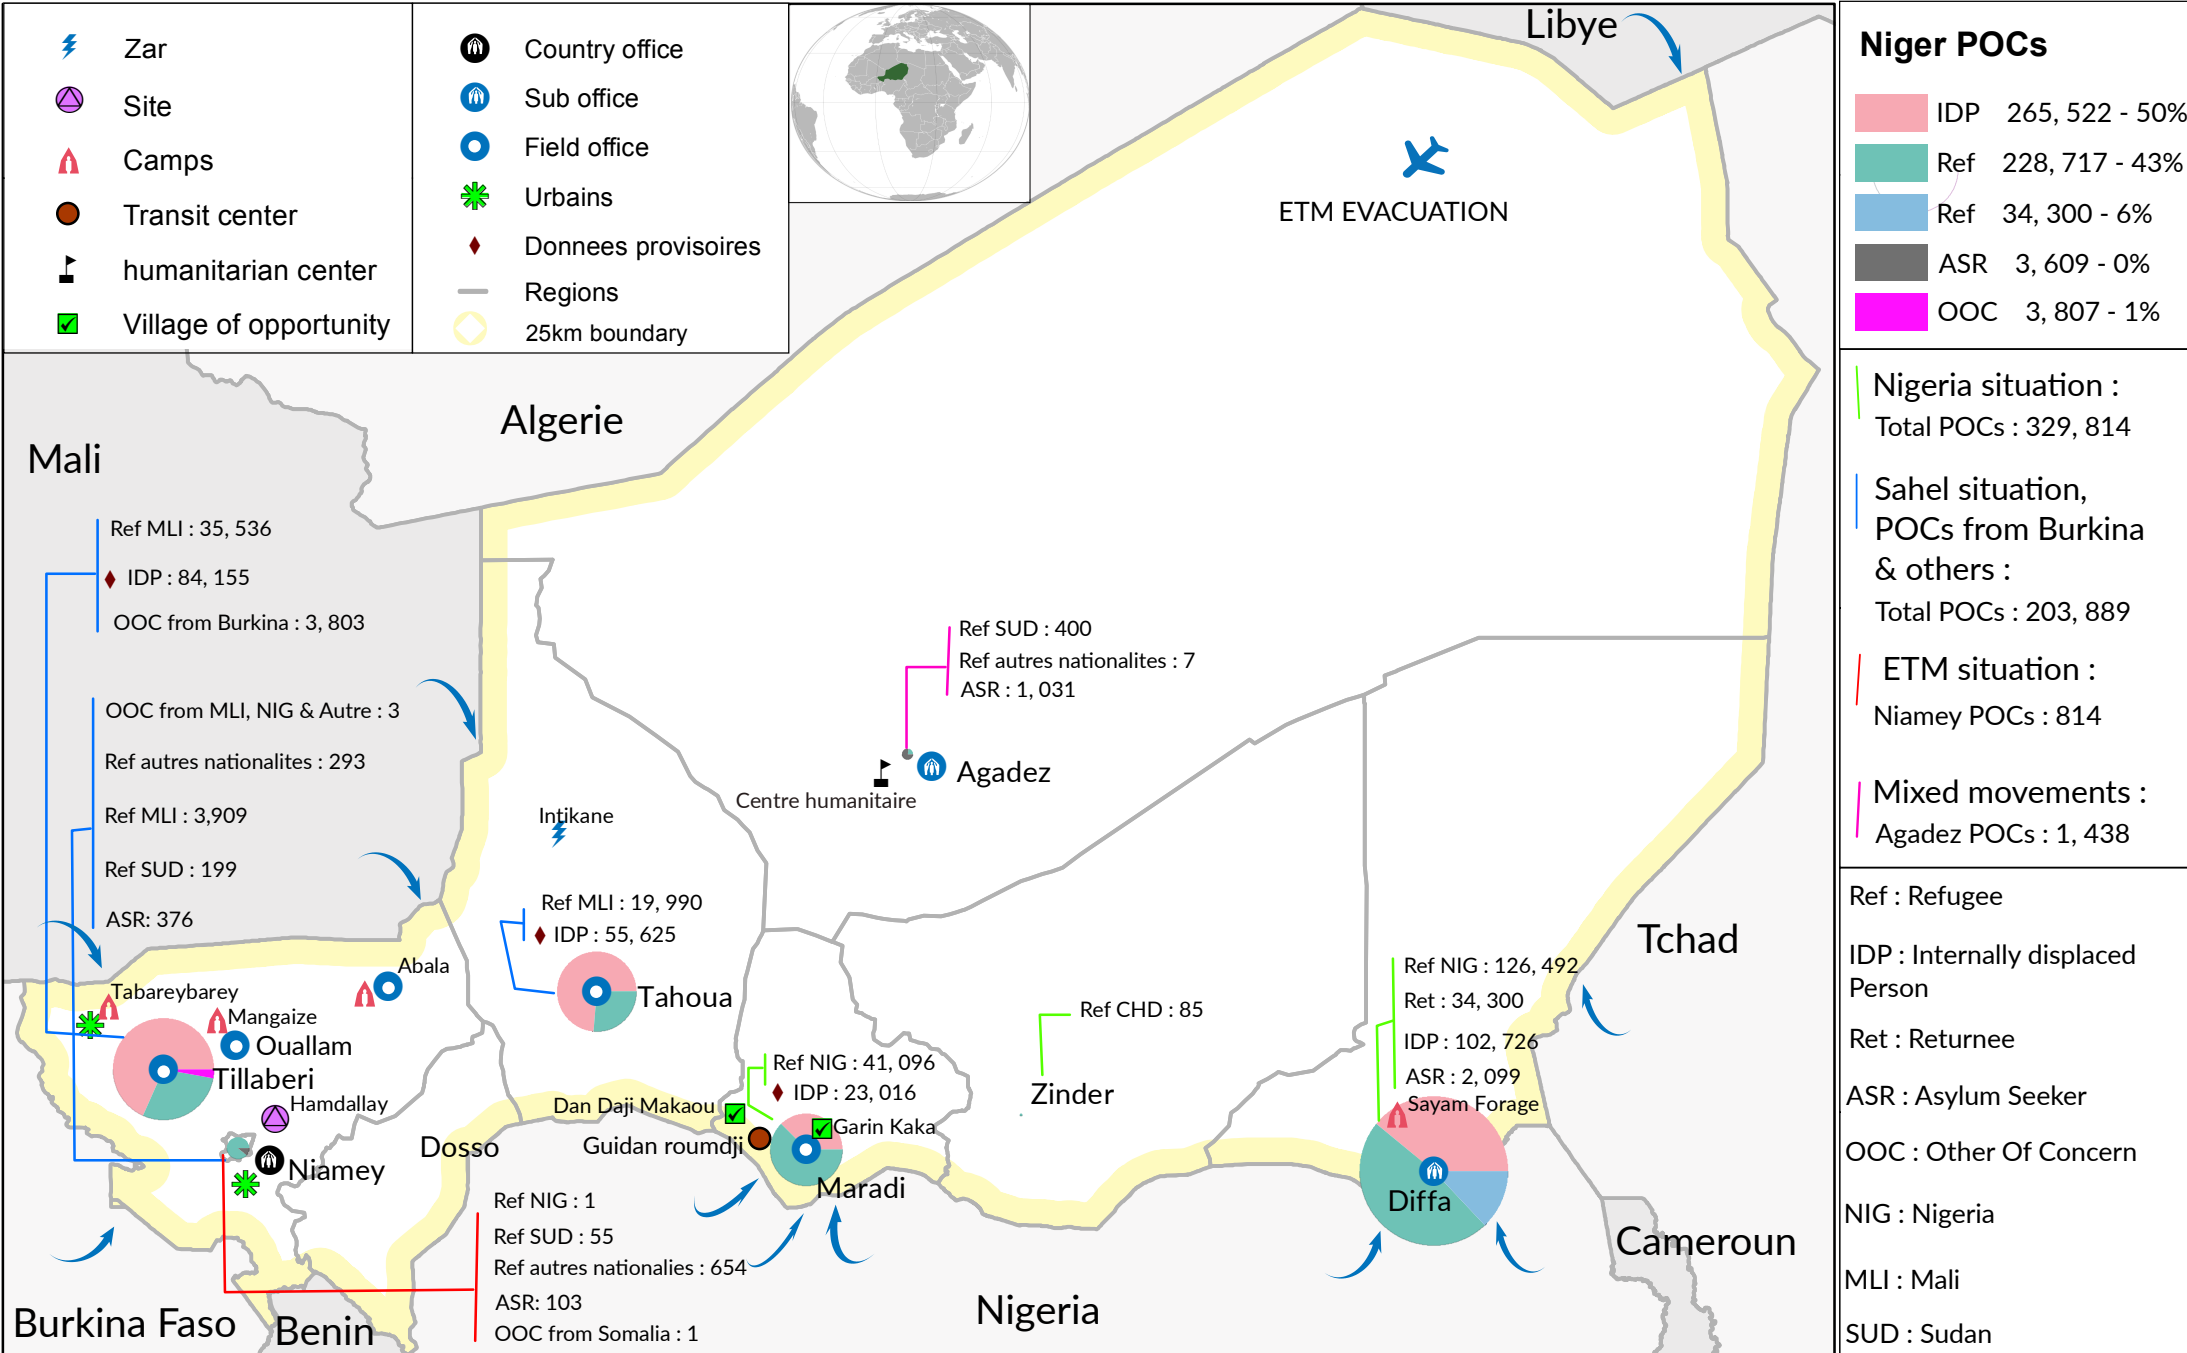 Zar
Site
Camps
Transit center
humanitarian center
Village of opportunity
Country office
Sub office
Field office
Urbains
Donnees provisoires
Regions
25km boundary
Libye
ETM EVACUATION
Algerie
Mali
Ref MLI : 35, 536
IDP : 84, 155
OOC from Burkina : 3, 803
OOC from MLI, NIG & Autre : 3
Ref autres nationalites : 293
Ref MLI : 3,909
Ref SUD : 199
ASR: 376
Ref SUD : 400
Ref autres nationalites : 7
ASR : 1, 031
Agadez
Centre humanitaire
Intikane
Ref MLI : 19, 990
IDP : 55, 625
Tahoua
Abala
Tabareybarey
Mangaize
Ouallam
Tillaberi
Hamdallay
Niamey
Dosso
Ref NIG : 41, 096
IDP : 23, 016
Dan Daji Makaou
Garin Kaka
Guidan roumdji
Maradi
Ref CHD : 85
Zinder
Ref NIG : 126, 492
Ret : 34, 300
IDP : 102, 726
ASR : 2, 099
Sayam Forage
Diffa
Tchad
Cameroun
Nigeria
Ref NIG : 1
Ref SUD : 55
Ref autres nationalies : 654
ASR: 103
OOC from Somalia : 1
Burkina Faso
Benin
Niger POCs
IDP 265, 522 - 50%
Ref 228, 717 - 43%
Ref 34, 300 - 6%
ASR 3, 609 - 0%
OOC 3, 807 - 1%
Nigeria situation :
Total POCs : 329, 814
Sahel situation,
POCs from Burkina
& others :
Total POCs : 203, 889
ETM situation :
Niamey POCs : 814
Mixed movements :
Agadez POCs : 1, 438
Ref : Refugee
IDP : Internally displaced
Person
Ret : Returnee
ASR : Asylum Seeker
OOC : Other Of Concern
NIG : Nigeria
MLI : Mali
SUD : Sudan